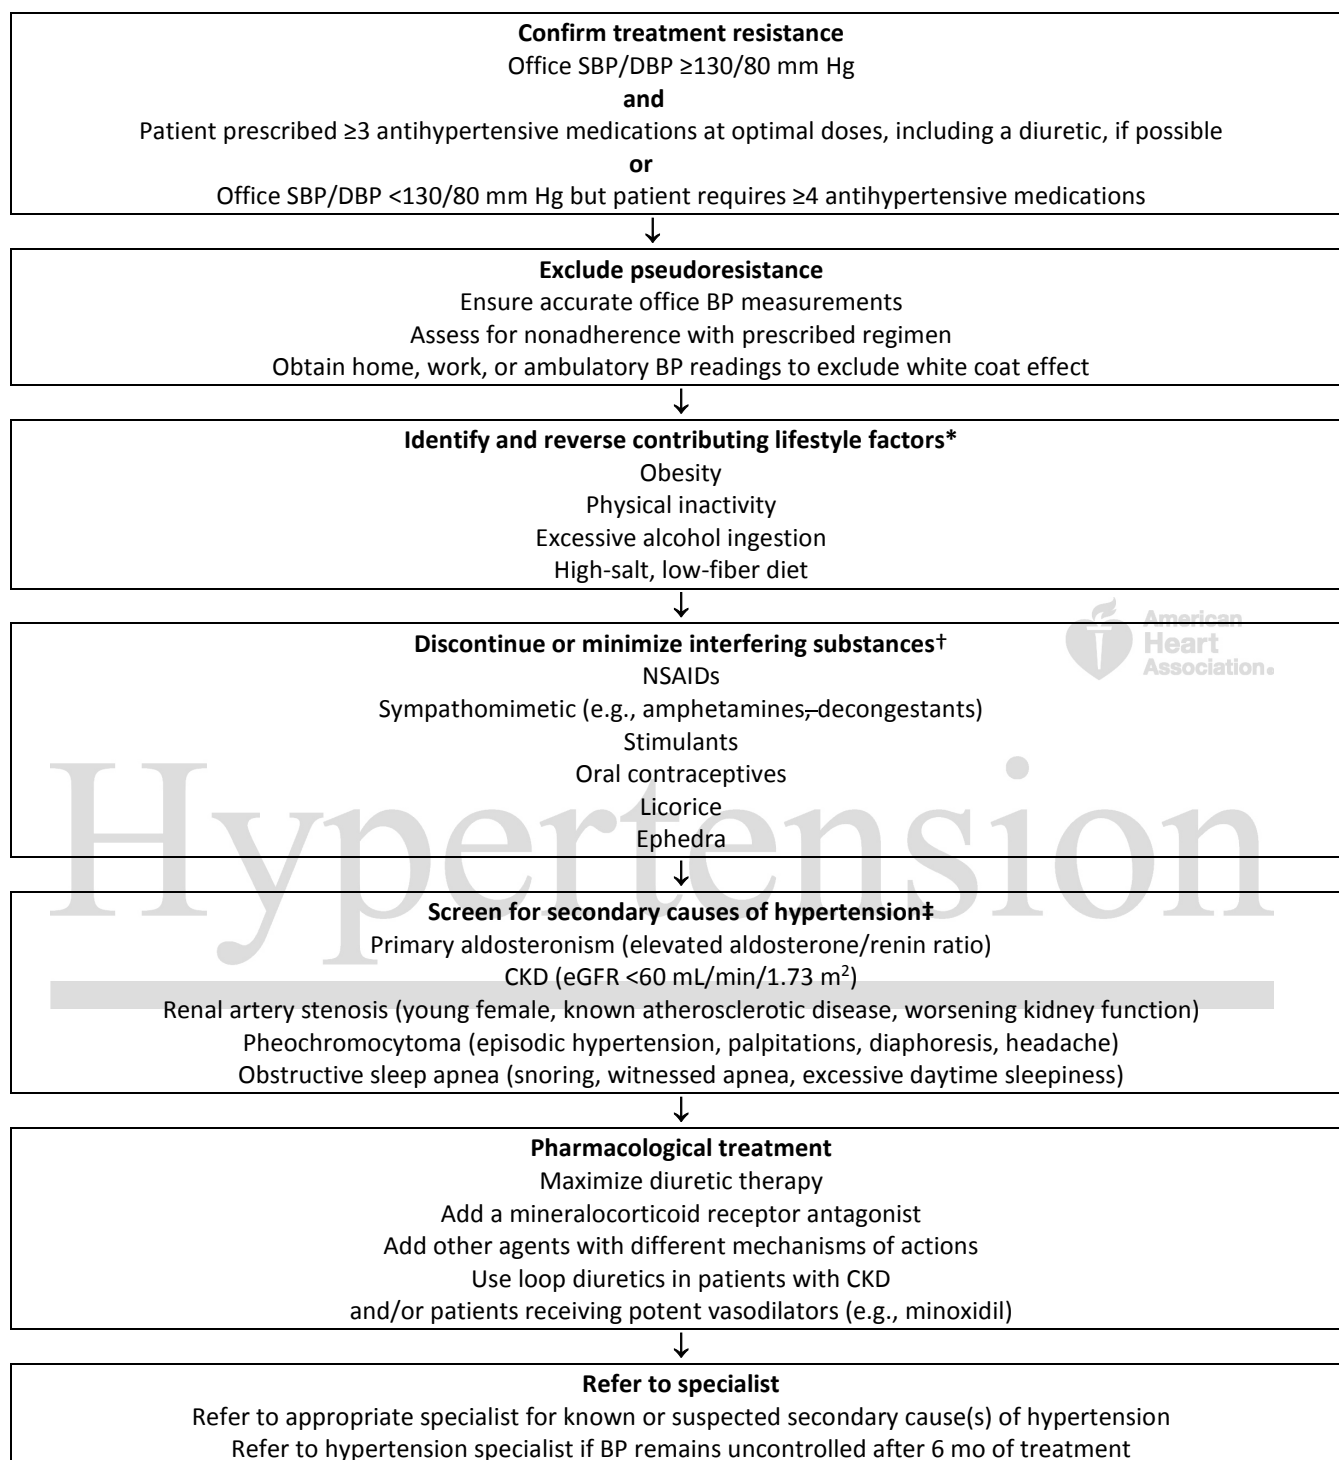 Confirm treatment resistance
Office SBP/DBP ≥130/80 mm Hg
and
Patient prescribed ≥3 antihypertensive medications at optimal doses, including a diuretic, if possible
or
Office SBP/DBP <130/80 mm Hg but patient requires ≥4 antihypertensive medications
↓
Exclude pseudoresistance
Ensure accurate office BP measurements
Assess for nonadherence with prescribed regimen
Obtain home, work, or ambulatory BP readings to exclude white coat effect
↓
Identify and reverse contributing lifestyle factors*
Obesity
Physical inactivity
Excessive alcohol ingestion
High-salt, low-fiber diet
↓
American
Heart
Association®
Discontinue or minimize interfering substances†
NSAIDs
Sympathomimetic (e.g., amphetamines, decongestants)
Stimulants
Oral contraceptives
Licorice
Ephedra
Hypertension
↓
Screen for secondary causes of hypertension‡
Primary aldosteronism (elevated aldosterone/renin ratio)
CKD (eGFR <60 mL/min/1.73 m²)
Renal artery stenosis (young female, known atherosclerotic disease, worsening kidney function)
Pheochromocytoma (episodic hypertension, palpitations, diaphoresis, headache)
Obstructive sleep apnea (snoring, witnessed apnea, excessive daytime sleepiness)
↓
Pharmacological treatment
Maximize diuretic therapy
Add a mineralocorticoid receptor antagonist
Add other agents with different mechanisms of actions
Use loop diuretics in patients with CKD
and/or patients receiving potent vasodilators (e.g., minoxidil)
↓
Refer to specialist
Refer to appropriate specialist for known or suspected secondary cause(s) of hypertension
Refer to hypertension specialist if BP remains uncontrolled after 6 mo of treatment